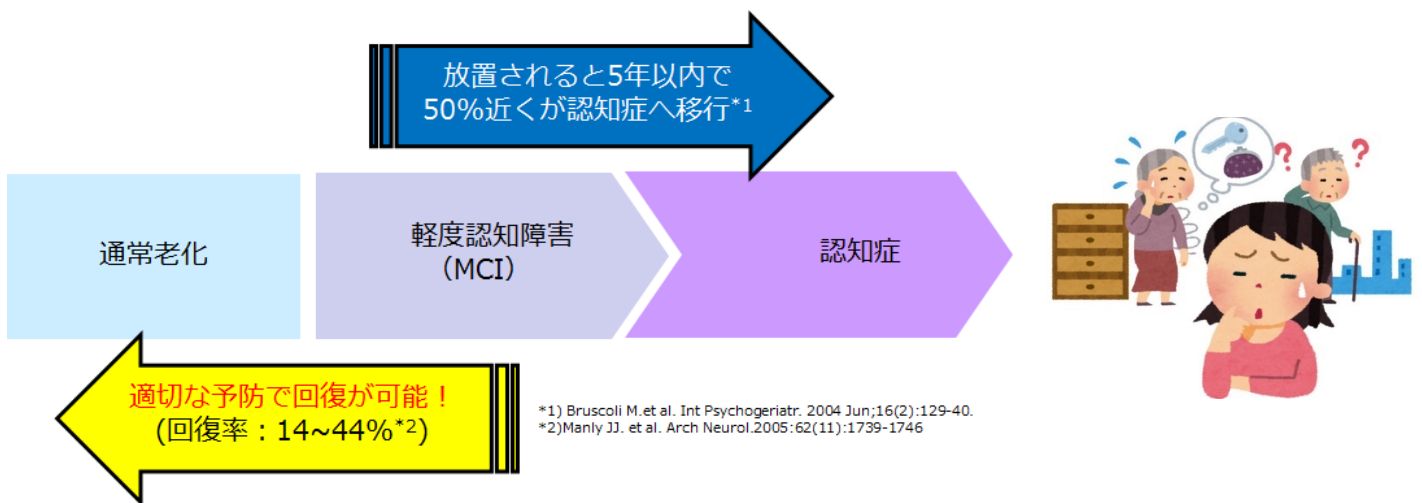 放置されると5年以内で
50%近くが認知症へ移行*1
通常老化
軽度認知障害
（MCI）
認知症
適切な予防で回復が可能！
(回復率：14~44%*2)
*1) Bruscoli M.et al. Int Psychogeriatr. 2004 Jun;16(2):129-40.
*2)Manly JJ. et al. Arch Neurol.2005:62(11):1739-1746
? ?